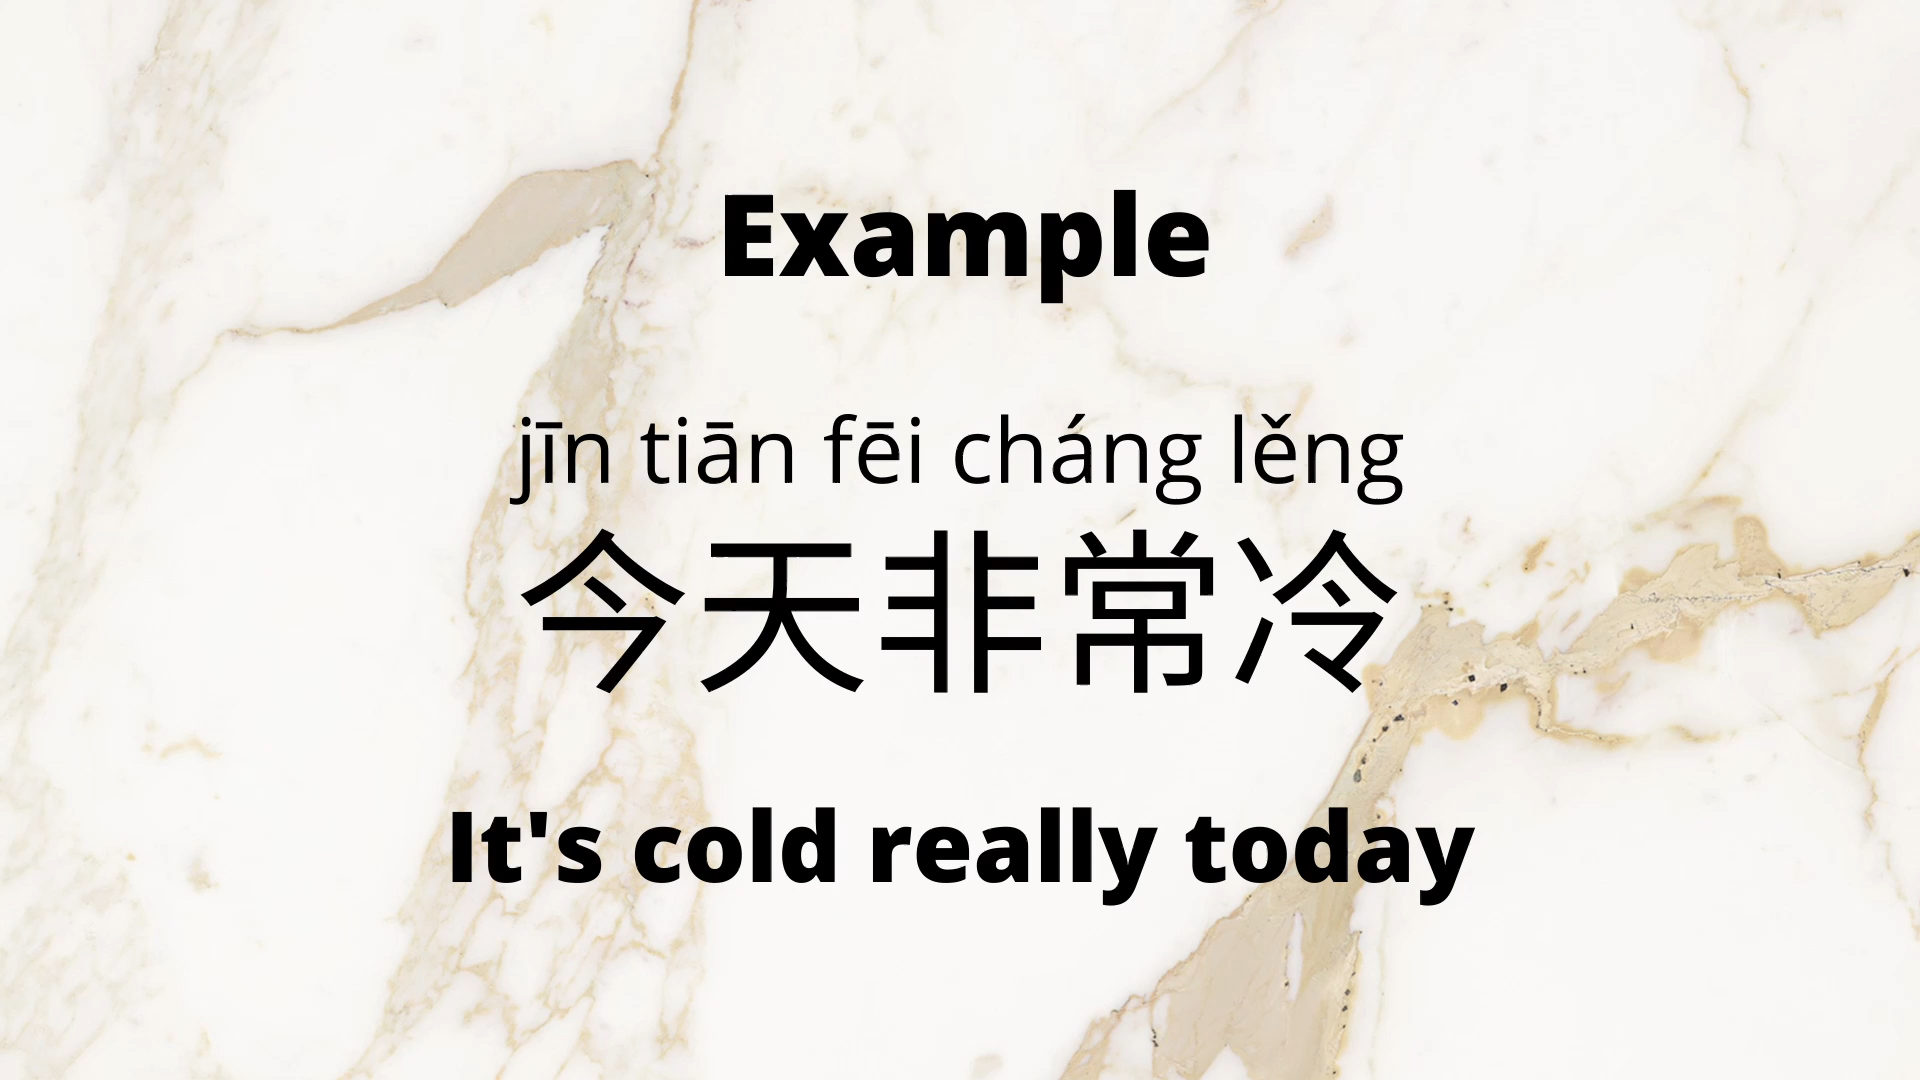 Example
jīn tiān fēi cháng lěng
今天非常冷
It's cold really today